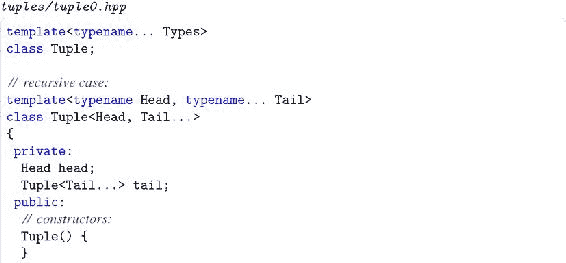 tuples/tuple0.hpp
template<typename... Types>
class Tuple;
// recursive case:
template<typename Head, typename... Tail>
class Tuple<Head, Tail...>
{
private:
Head head;
Tuple<Tail...> tail;
public:
// constructors:
Tuple() {
}